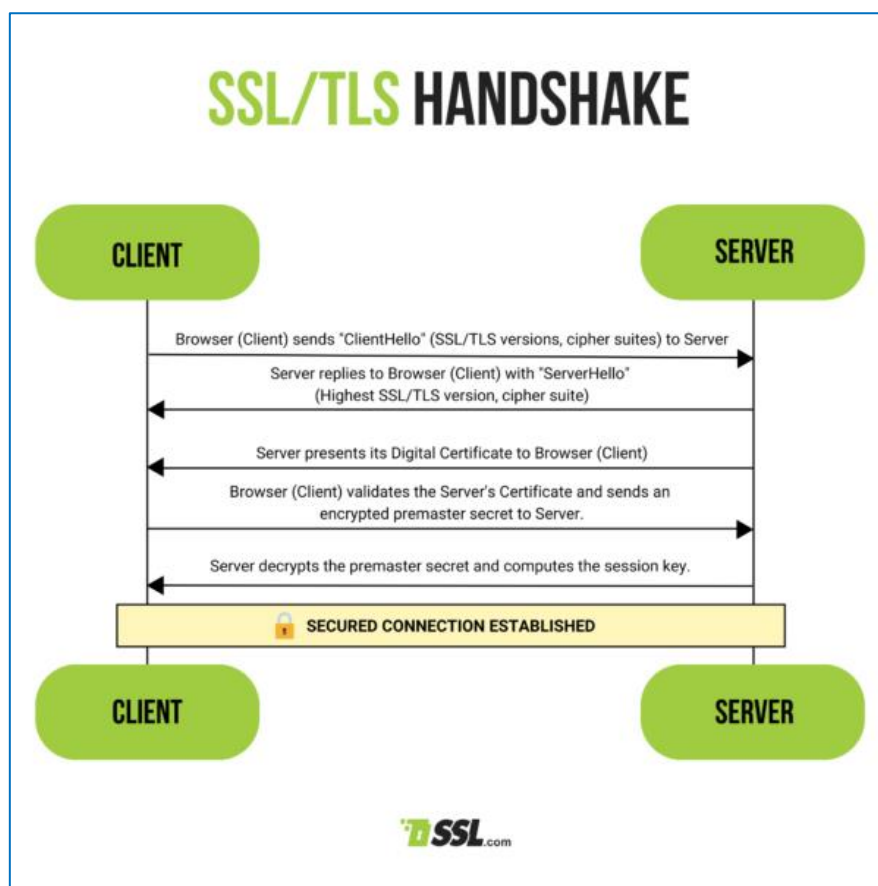 SSL/TLS HANDSHAKE
CLIENT
SERVER
Browser (Client) sends "ClientHello" (SSL/TLS versions, cipher suites) to Server
Server replies to Browser (Client) with "ServerHello"
(Highest SSL/TLS version, cipher suite)
Server presents its Digital Certificate to Browser (Client)
Browser (Client) validates the Server's Certificate and sends an
encrypted premaster secret to Server.
Server decrypts the premaster secret and computes the session key.
SECURED CONNECTION ESTABLISHED
CLIENT
SERVER
SSL.com